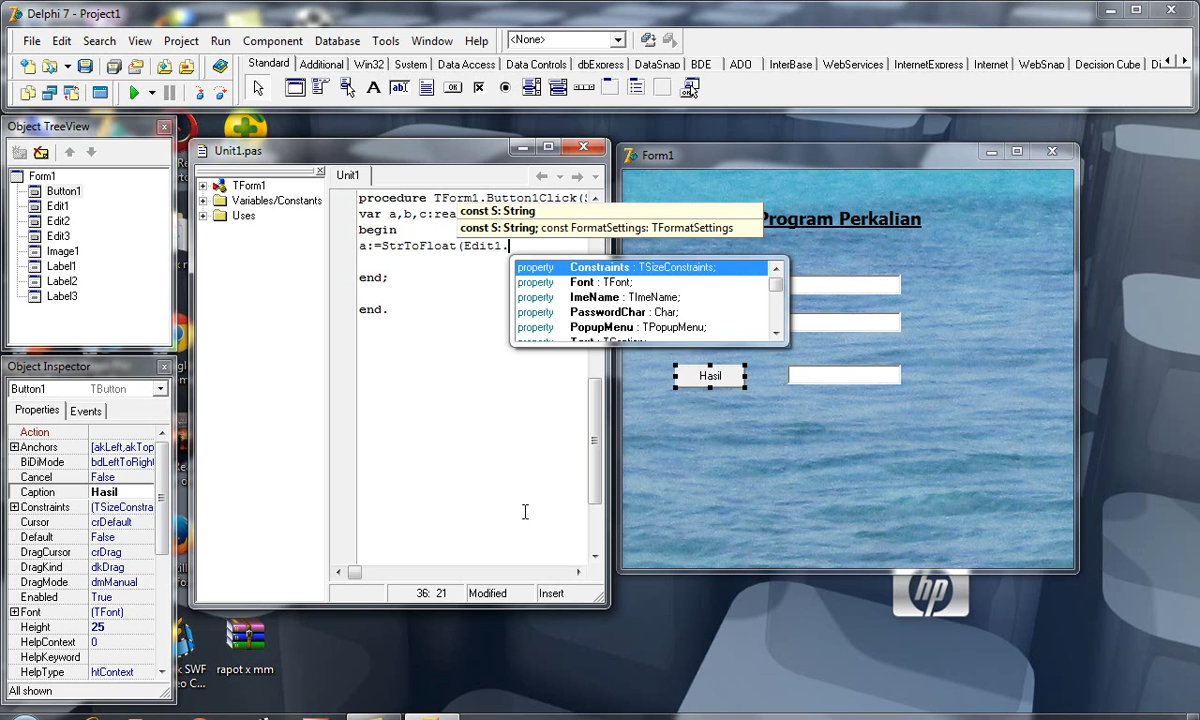 Delphi 7 - Project1
File Edit Search View Project Run Component Database Tools Window Help <None>
Standard Additional Win32 System Data Access Data Controls dbExpress DataSnap BDE ADO InterBase WebServices InternetExpress Internet WebSnap Decision Cube Di
Object TreeView
Form1
Button1
Edit1
Edit2
Edit3
Image1
Label1
Label2
Label3
Object Inspector
Button1 TButton
Properties Events
Action
Anchors [akLeft,akTop
BiDiMode bdLeftToRight
Cancel False
Caption Hasil
Constraints (TSizeConstra
Cursor crDefault
Default False
DragCursor crDrag
DragKind dkDrag
DragMode dmManual
Enabled True
Font (TFont)
Height 25
HelpContext 0
HelpKeyword
HelpType htContext
All shown
Unit1.pas
TForm1
Variables/Constants
Uses
Unit1
procedure TForm1.Button1Click(
var a,b,c:rea
begin
a:=StrToFloat(Edit1.
end;
end.
const S: String
const S: String; const FormatSettings: TFormatSettings
property Constraints : TSizeConstraints;
property Font : TFont;
property ImeName : TImeName;
property PasswordChar : Char;
property PopupMenu : TPopupMenu;
36: 21 Modified Insert
Form1
Program Perkalian
Hasil
hp
k SWF
eo C...
rapot x mm